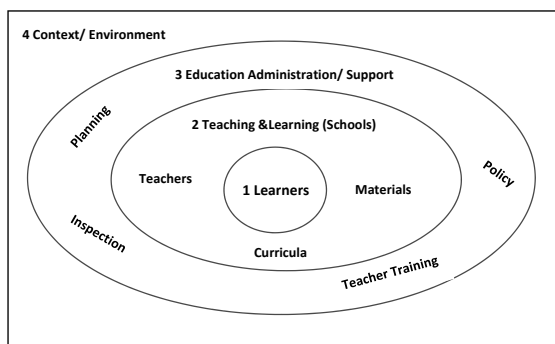 4 Context/ Environment
3 Education Administration/ Support
Planning
2 Teaching &Learning (Schools)
Teachers
1 Learners
Materials
Policy
Inspection
Curricula
Teacher Training